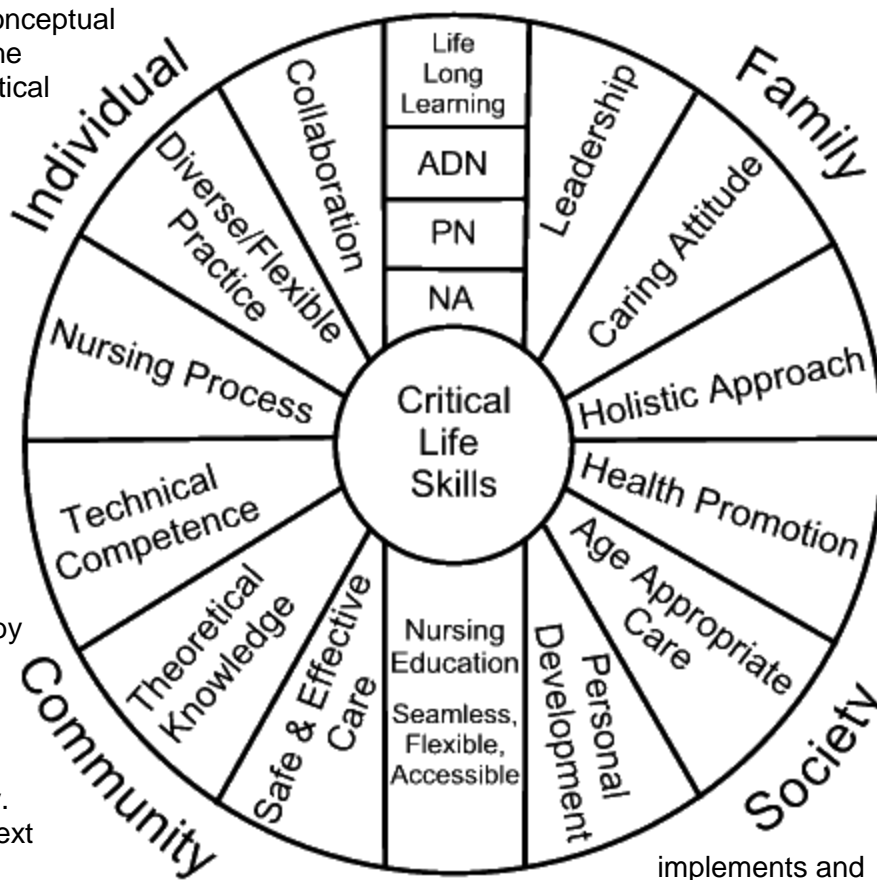 onceptual
ne
tical
Individual
Family
Life
Long
Learning
ADN
PN
NA
Leadership
Caring Attitude
Holistic Approach
Health Promotion
Age Appropriate
Care
Personal
Development
Nursing
Education
Seamless,
Flexible,
Accessible
Safe & Effective
Care
Theoretical
Knowledge
Technical
Competence
Nursing Process
Diverse/Flexible
Practice
Collaboration
Critical
Life
Skills
by
Community
Society
.
ext
implements and